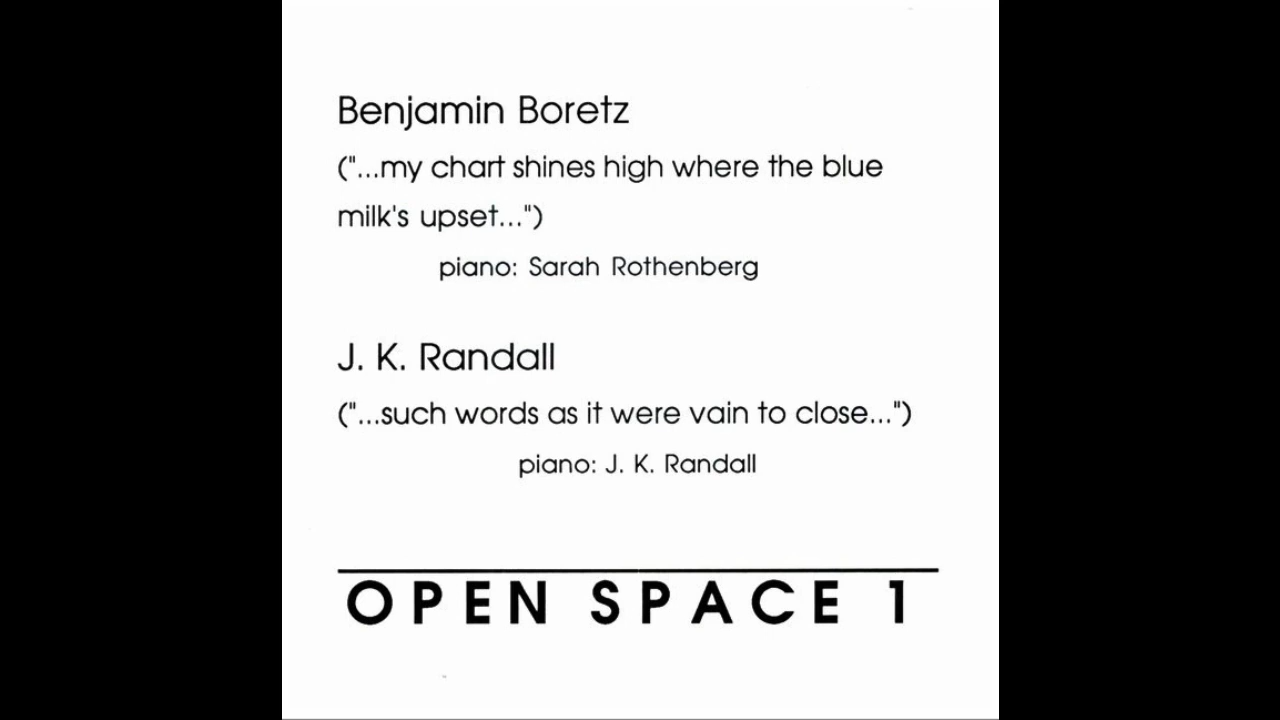 Benjamin Boretz
("...my chart shines high where the blue
milk's upset...")
piano: Sarah Rothenberg
J. K. Randall
("...such words as it were vain to close...")
piano: J. K. Randall
OPEN SPACE 1